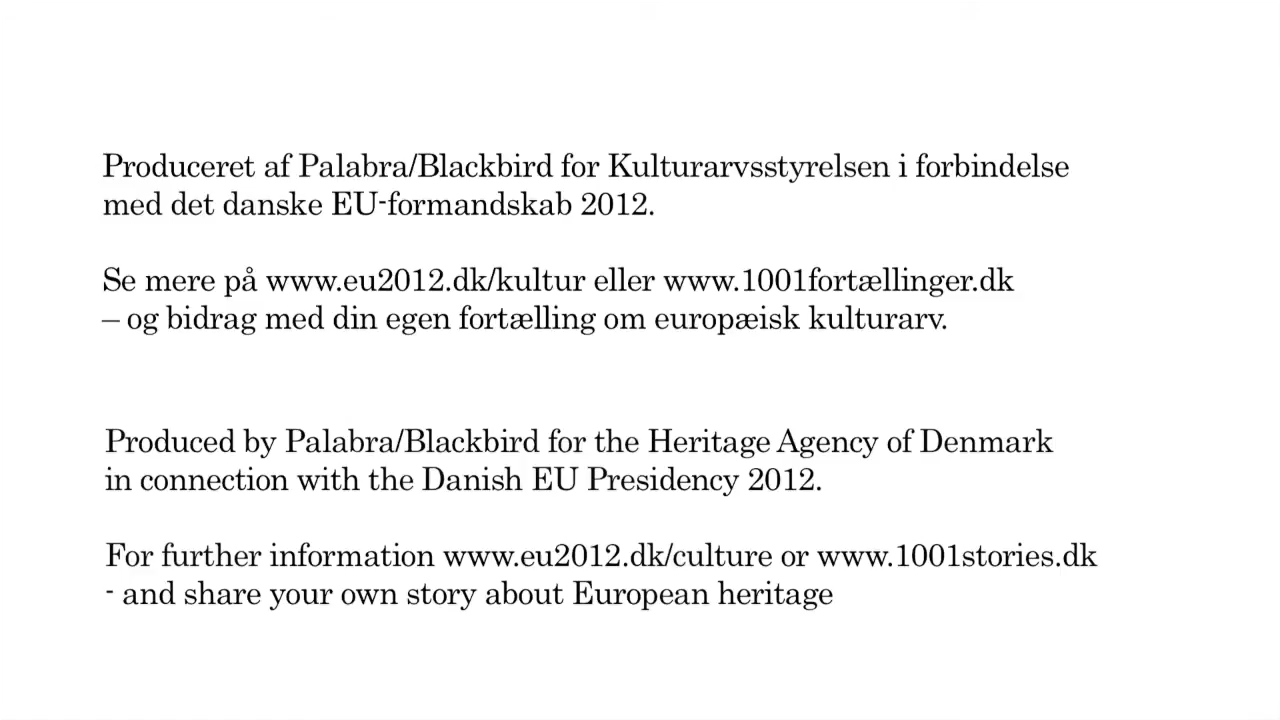 Produceret af Palabra/Blackbird for Kulturarvsstyrelsen i forbindelse
med det danske EU-formandskab 2012.
Se mere på www.eu2012.dk/kultur eller www.1001fortællinger.dk
– og bidrag med din egen fortælling om europæisk kulturarv.
Produced by Palabra/Blackbird for the Heritage Agency of Denmark
in connection with the Danish EU Presidency 2012.
For further information www.eu2012.dk/culture or www.1001stories.dk
- and share your own story about European heritage